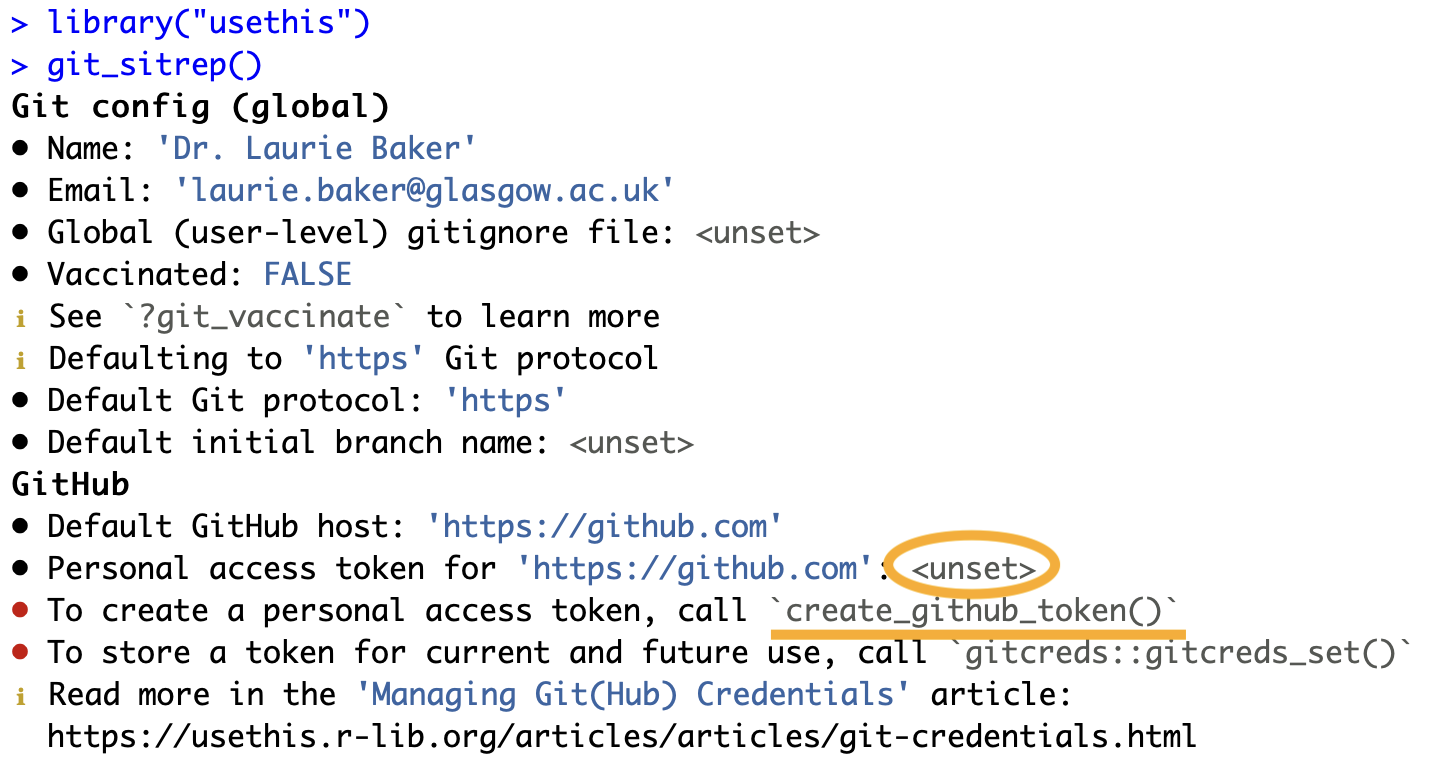 > library("usethis")
> git_sitrep()
Git config (global)
• Name: 'Dr. Laurie Baker'
• Email: 'laurie.baker@glasgow.ac.uk'
• Global (user-level) gitignore file: <unset>
• Vaccinated: FALSE
ℹ See `?git_vaccinate` to learn more
ℹ Defaulting to 'https' Git protocol
• Default Git protocol: 'https'
• Default initial branch name: <unset>
GitHub
• Default GitHub host: 'https://github.com'
• Personal access token for 'https://github.com': <unset>
• To create a personal access token, call `create_github_token()`
• To store a token for current and future use, call `gitcreds::gitcreds_set()`
ℹ Read more in the 'Managing Git(Hub) Credentials' article:
https://usethis.r-lib.org/articles/articles/git-credentials.html